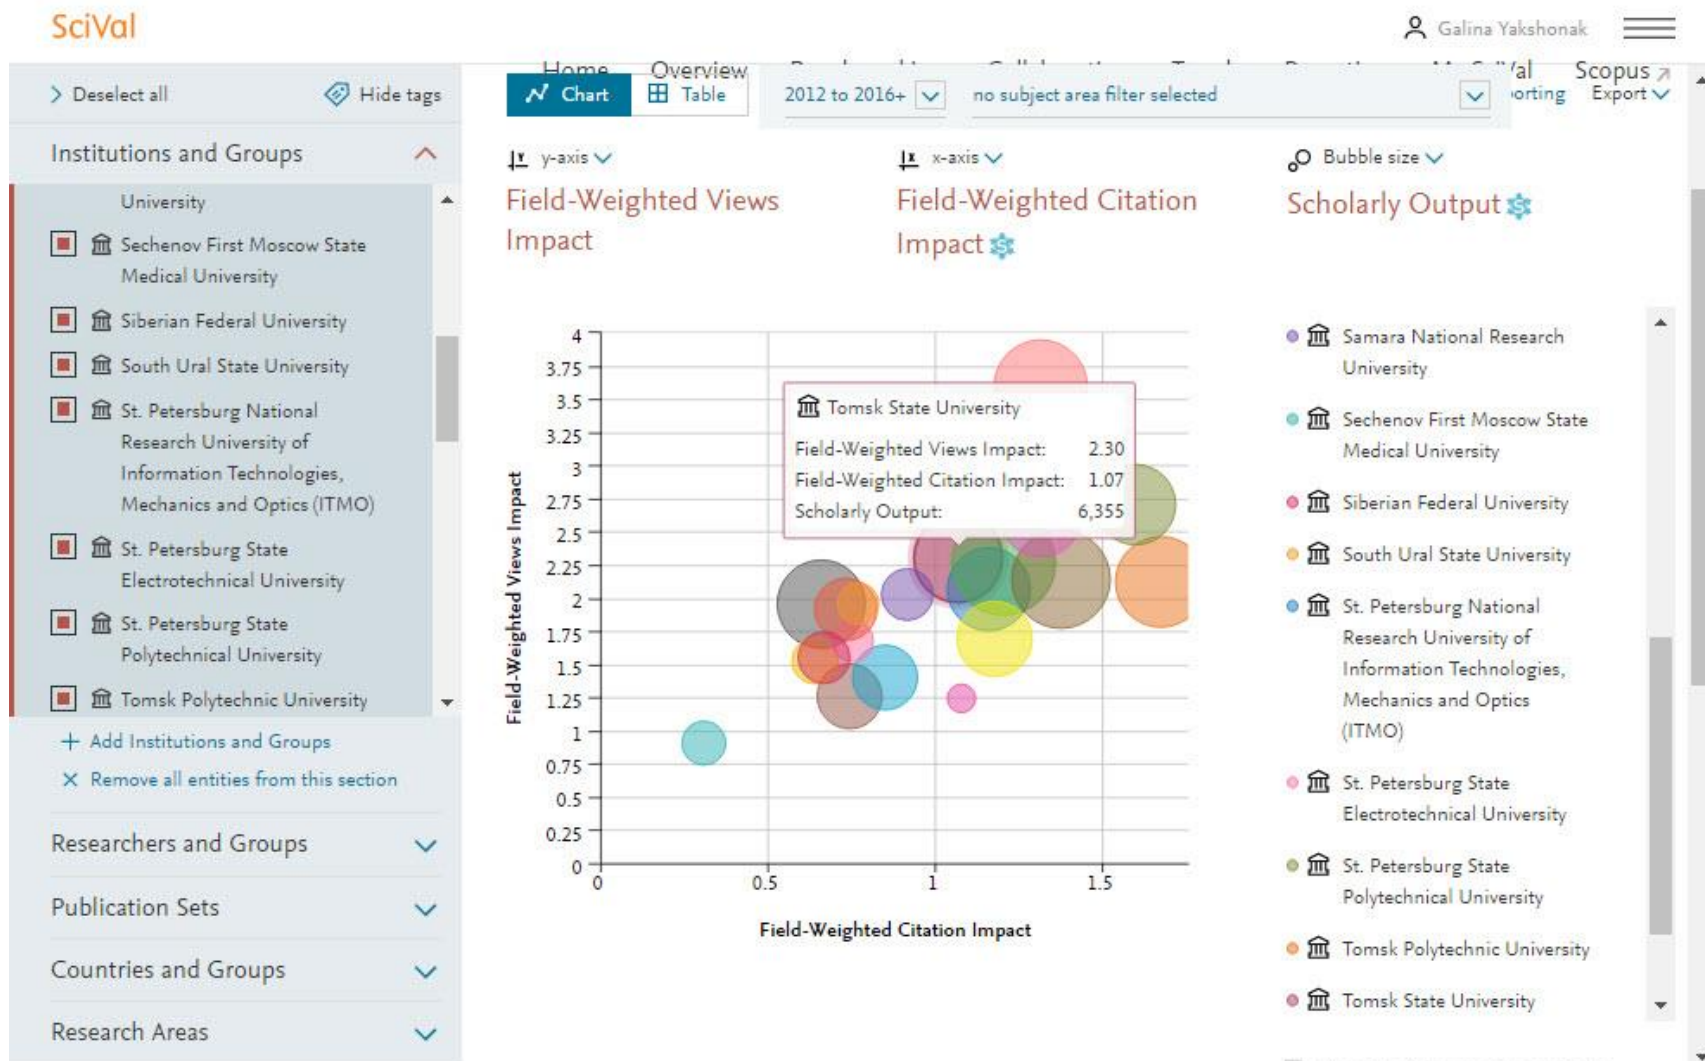 SciVal
Galina Yakshonak
Home Overview Scopus
Deselect all Hide tags
Chart Table 2012 to 2016+ no subject area filter selected Export
Institutions and Groups
University
Sechenov First Moscow State
Medical University
Siberian Federal University
South Ural State University
St. Petersburg National
Research University of
Information Technologies,
Mechanics and Optics (ITMO)
St. Petersburg State
Electrotechnical University
St. Petersburg State
Polytechnical University
Tomsk Polytechnic University
+ Add Institutions and Groups
× Remove all entities from this section
Researchers and Groups
Publication Sets
Countries and Groups
Research Areas
y-axis
Field-Weighted Views
Impact
x-axis
Field-Weighted Citation
Impact
Bubble size
Scholarly Output
Field-Weighted Views Impact
4
3.75
3.5
3.25
3
2.75
2.5
2.25
2
1.75
1.5
1.25
1
0.75
0.5
0.25
0
0 0.5 1 1.5
Field-Weighted Citation Impact
Tomsk State University
Field-Weighted Views Impact: 2.30
Field-Weighted Citation Impact: 1.07
Scholarly Output: 6,355
Samara National Research
University
Sechenov First Moscow State
Medical University
Siberian Federal University
South Ural State University
St. Petersburg National
Research University of
Information Technologies,
Mechanics and Optics
(ITMO)
St. Petersburg State
Electrotechnical University
St. Petersburg State
Polytechnical University
Tomsk Polytechnic University
Tomsk State University